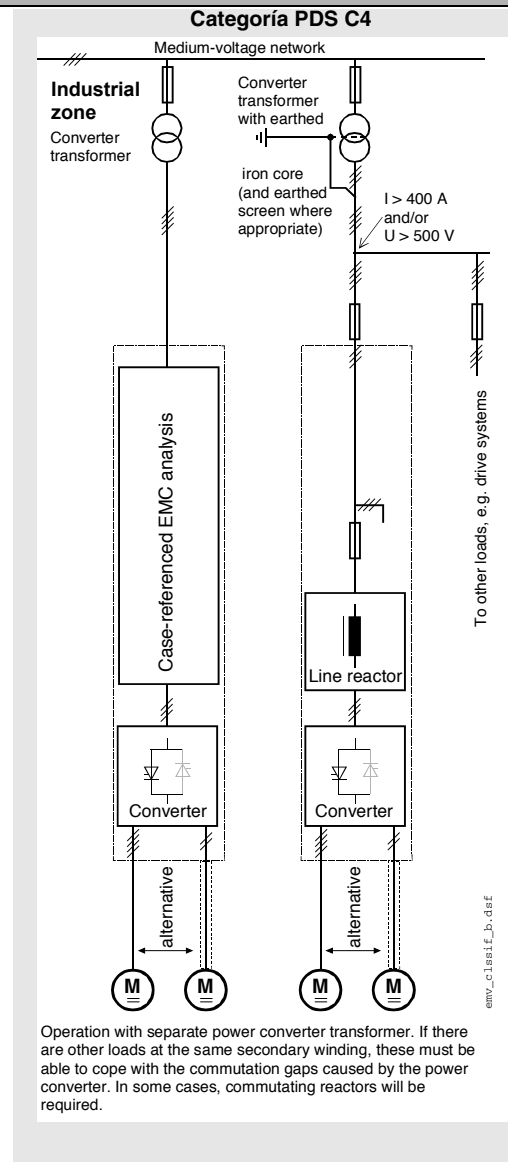 Categoría PDS C4
Medium-voltage network
Industrial
zone
Converter
transformer
Converter
transformer
with earthed
iron core
(and earthed
screen where
appropriate)
I > 400 A
and/or
U > 500 V
Case-referenced EMC analysis
To other loads, e.g. drive systems
Line reactor
Converter
Converter
alternative
alternative
M
M
M
M
emv_clssif_b.dsf
Operation with separate power converter transformer. If there
are other loads at the same secondary winding, these must be
able to cope with the commutation gaps caused by the power
converter. In some cases, commutating reactors will be
required.